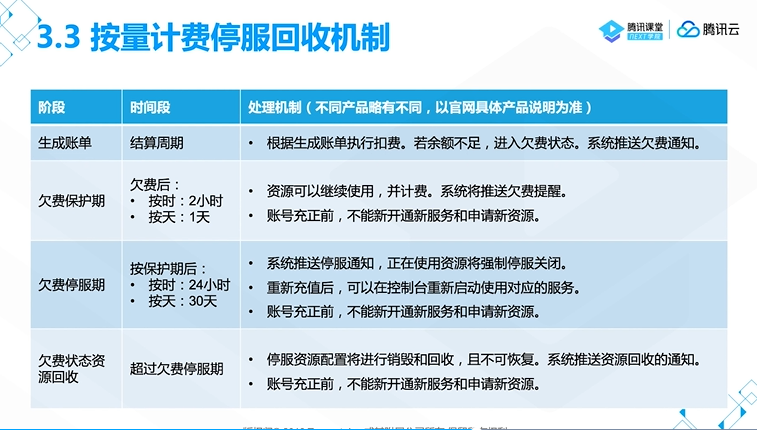 3.3 按量计费停服回收机制
腾讯课堂
NEXT学院
腾讯云
阶段
时间段
处理机制（不同产品略有不同，以官网具体产品说明为准）
生成账单
结算周期
• 根据生成账单执行扣费。若余额不足，进入欠费状态。系统推送欠费通知。
欠费保护期
欠费后：
• 按时：2小时
• 按天：1天
• 资源可以继续使用，并计费。系统将推送欠费提醒。
• 账号充正前，不能新开通新服务和申请新资源。
欠费停服期
按保护期后：
• 按时：24小时
• 按天：30天
• 系统推送停服通知，正在使用资源将强制停服关闭。
• 重新充值后，可以在控制台重新启动使用对应的服务。
• 账号充正前，不能新开通新服务和申请新资源。
欠费状态资
源回收
超过欠费停服期
• 停服资源配置将进行销毁和回收，且不可恢复。系统推送资源回收的通知。
• 账号充正前，不能新开通新服务和申请新资源。